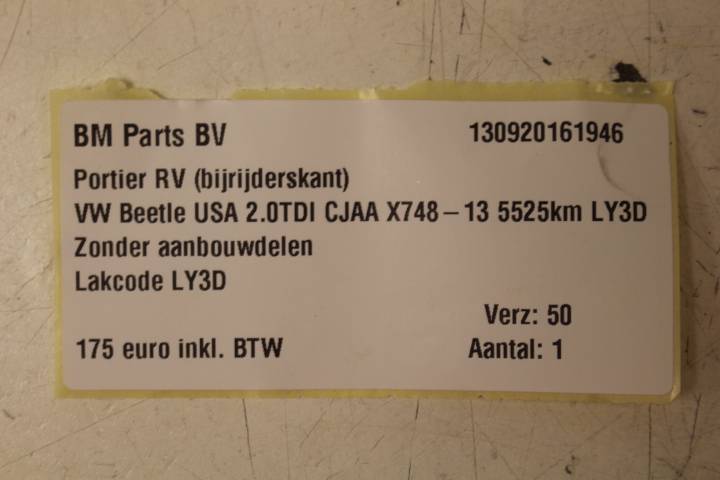 BM Parts BV 130920161946
Portier RV (bijrijderskant)
VW Beetle USA 2.0TDI CJAA X748 – 13 5525km LY3D
Zonder aanbouwdelen
Lakcode LY3D
Verz: 50
175 euro inkl. BTW Aantal: 1